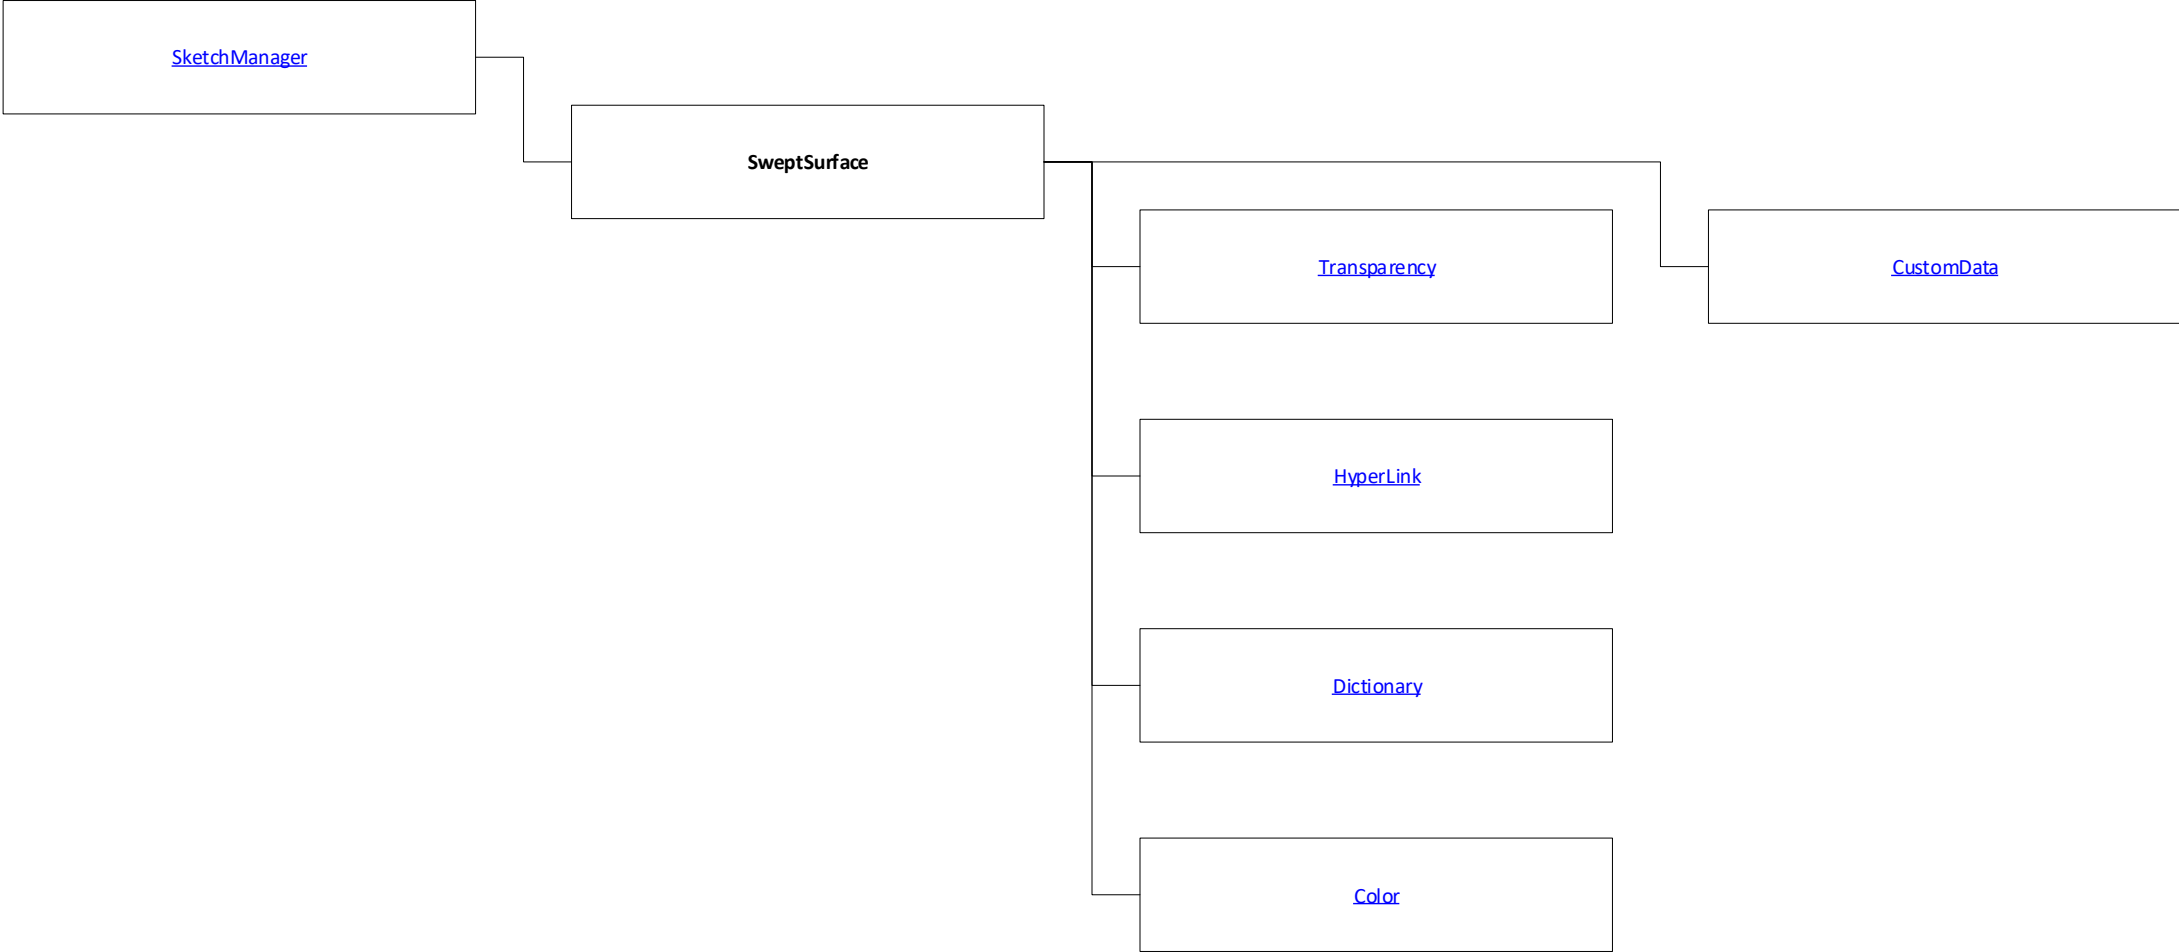 SketchManager
SweptSurface
Transparency
CustomData
HyperLink
Dictionary
Color